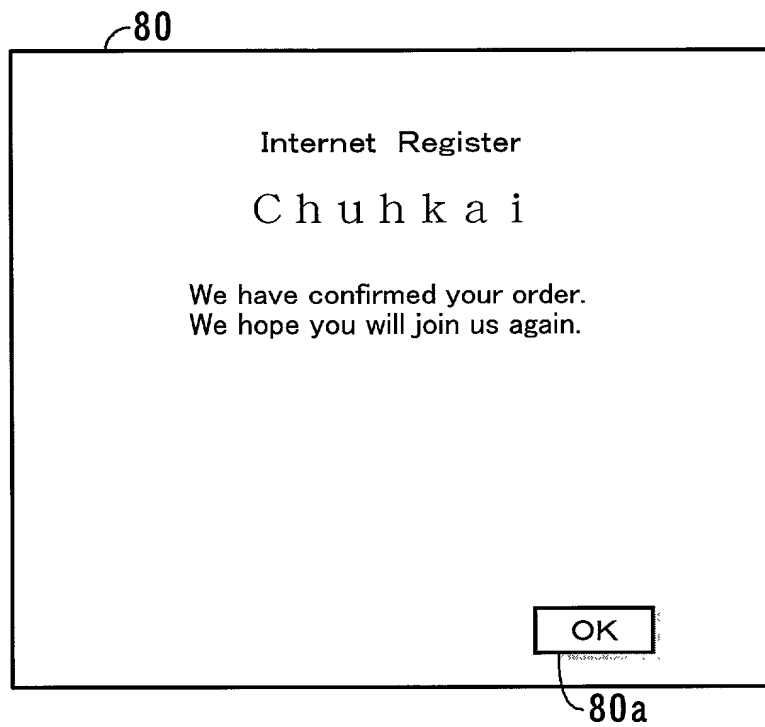 80
Internet Register
Chuhkai
We have confirmed your order.
We hope you will join us again.
OK
80a